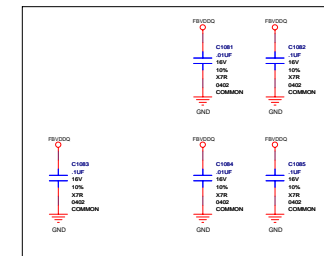 FBVDDQ
C1081
.01UF
16V
10%
X7R
0402
COMMON
GND
FBVDDQ
C1082
.1UF
16V
10%
X7R
0402
COMMON
GND
FBVDDQ
C1083
.1UF
16V
10%
X7R
0402
COMMON
GND
FBVDDQ
C1084
.01UF
16V
10%
X7R
0402
COMMON
GND
FBVDDQ
C1085
.1UF
16V
10%
X7R
0402
COMMON
GND